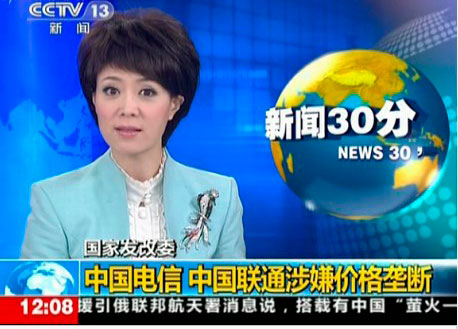 CCTV 13
新闻
新闻30分
NEWS 30'
国家发改委
中国电信 中国联通涉嫌价格垄断
12:08 援引俄联邦航天署消息说，搭载有中国“萤火一